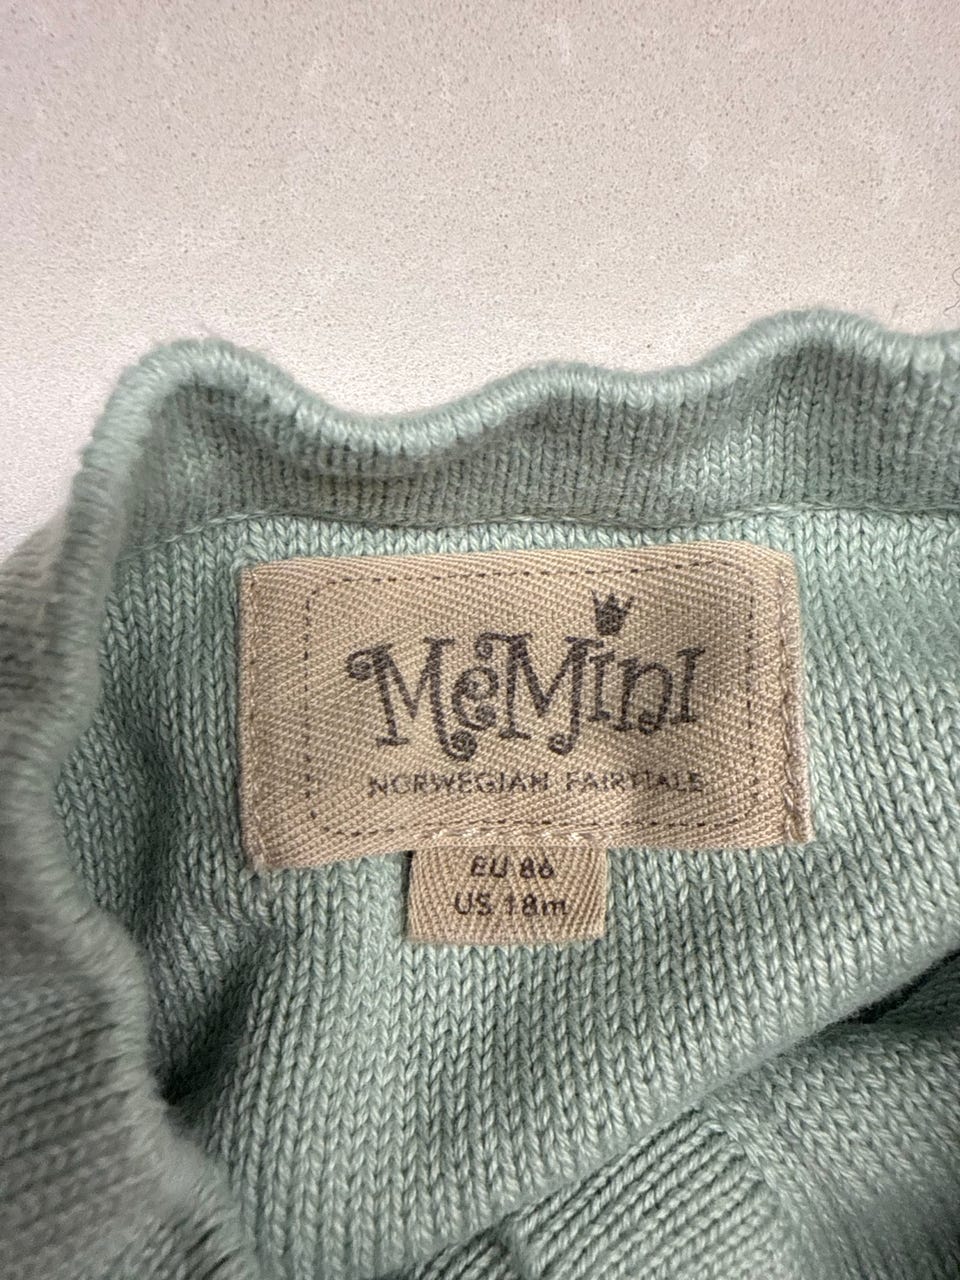 MeMini
NORWEGIAN FAIRYTALE
EU 86
US 18m